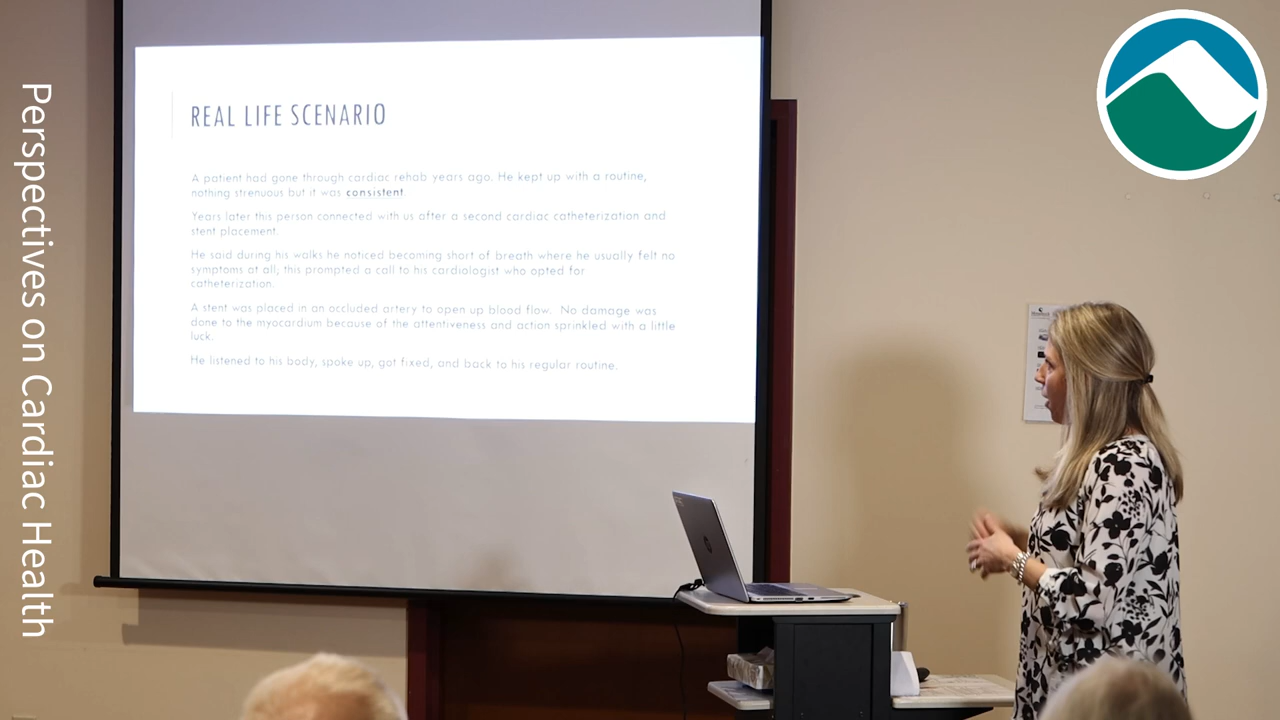 Perspectives on Cardiac Health
REAL LIFE SCENARIO
A patient had gone through cardiac rehab years ago. He kept up with a routine,
nothing strenuous but it was consistent.
Years later this person connected with us after a second cardiac catheterization and
stent placement.
He said during his walks he noticed becoming short of breath where he usually felt no
symptoms at all, this prompted a call to his cardiologist who opted for
catheterization.
A stent was placed in an occluded artery to open up blood flow. No damage was
done to the myocardium because of the attentiveness and action sprinkled with a little
luck.
He listened to his body, spoke up, got fixed, and back to his regular routine.